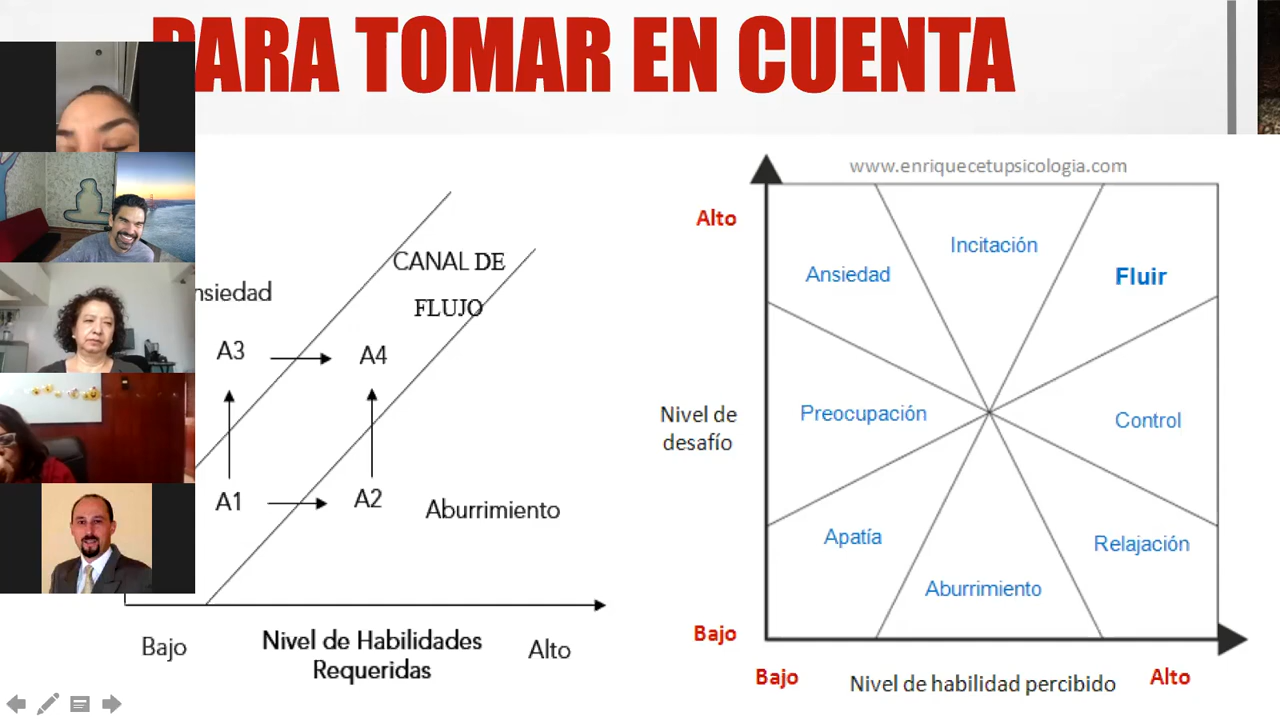 PARA TOMAR EN CUENTA
CANAL DE
FLUJO
nsiedad
A3
A4
A1
A2
Aburrimiento
Bajo
Nivel de Habilidades
Requeridas
Alto
www.enriquecetupsicologia.com
Alto
Incitación
Ansiedad
Fluir
Nivel de
desafío
Preocupación
Control
Apatía
Relajación
Aburrimiento
Bajo
Bajo
Nivel de habilidad percibido
Alto